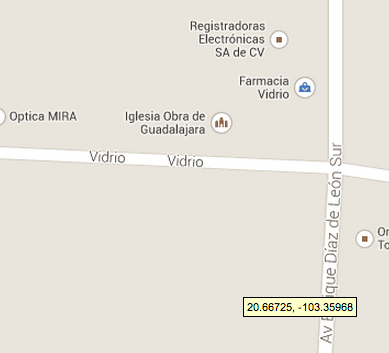 Registradoras
Electrónicas
SA de CV
Farmacia
Vidrio
Optica MIRA
Iglesia Obra de
Guadalajara
Vidrio
Vidrio
Av Enrique Díaz de León Sur
20.66725, -103.35968